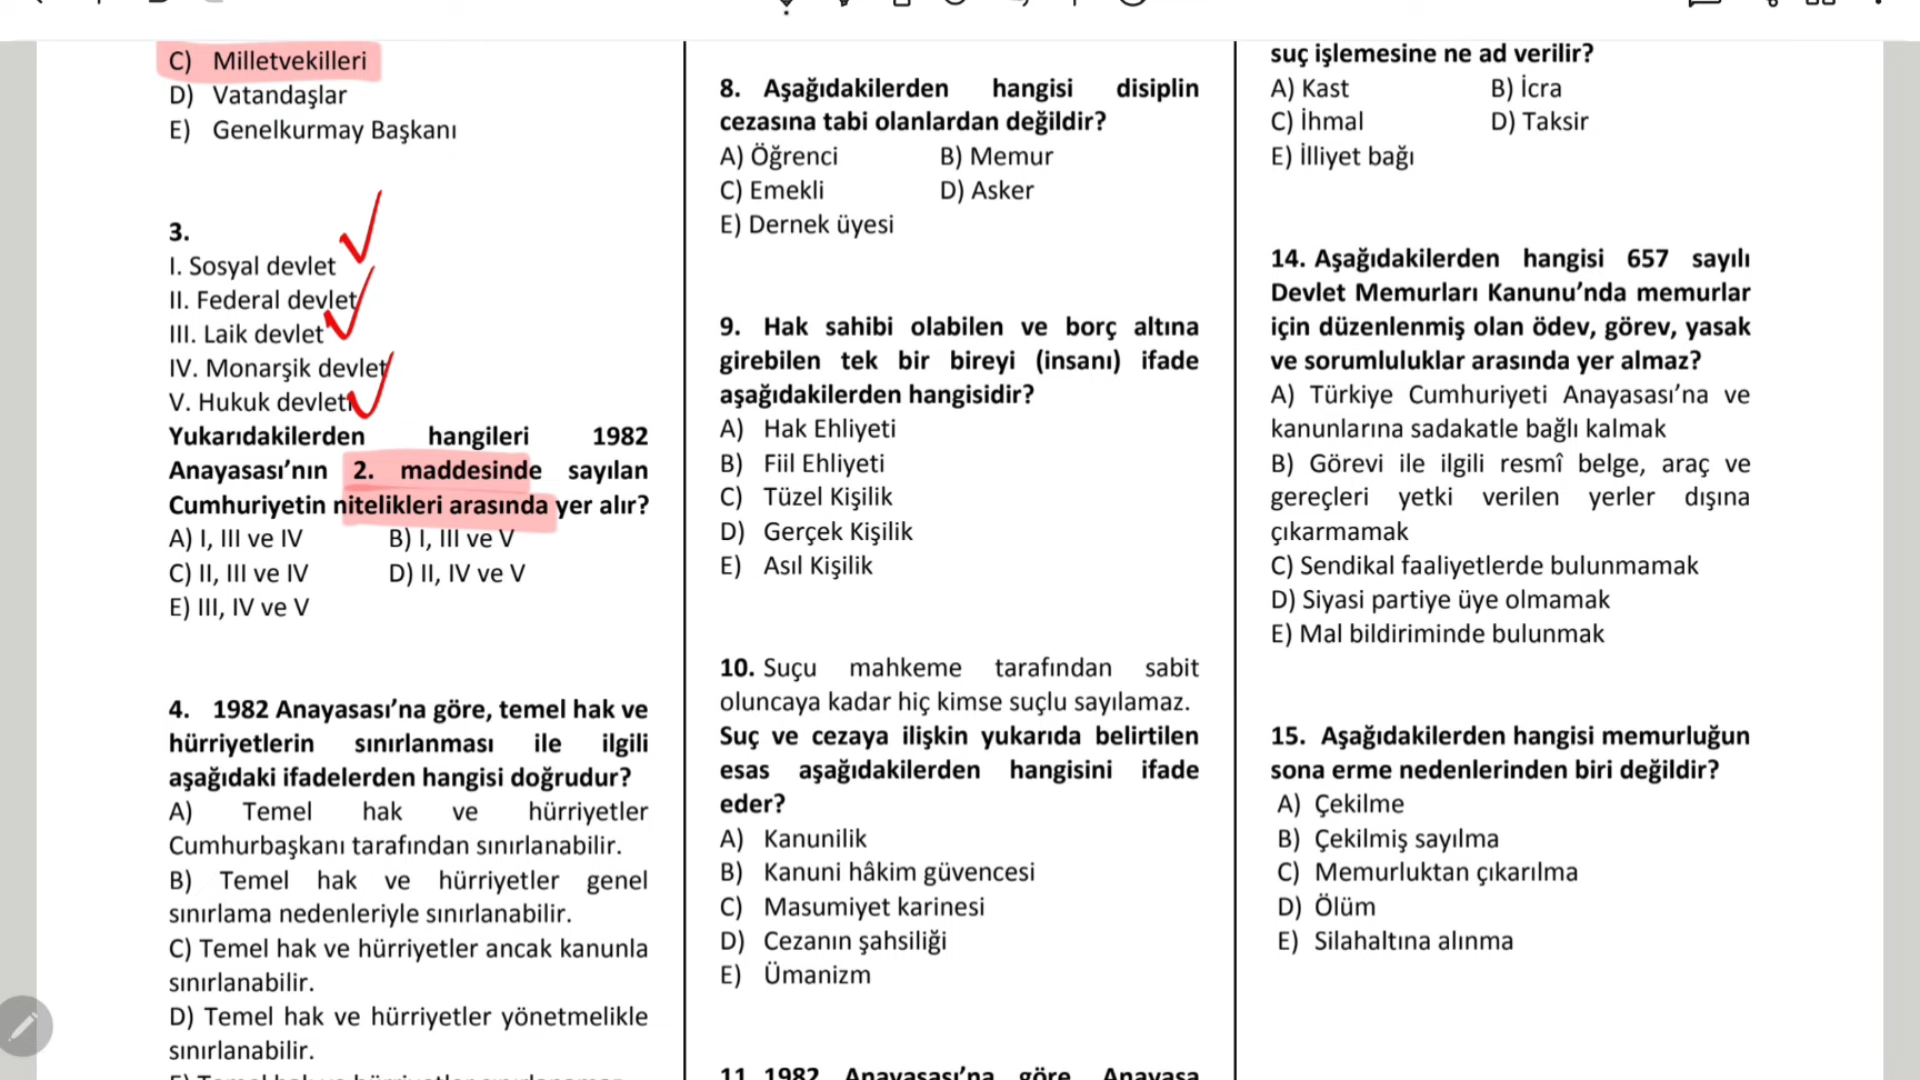 C) Milletvekilleri
D) Vatandaşlar
E) Genelkurmay Başkanı
3.
I. Sosyal devlet
II. Federal devlet
III. Laik devlet
IV. Monarşik devlet
V. Hukuk devleti
Yukarıdakilerden hangileri 1982
Anayasası’nın 2. maddesinde sayılan
Cumhuriyetin nitelikleri arasında yer alır?
A) I, III ve IV B) I, III ve V
C) II, III ve IV D) II, IV ve V
E) III, IV ve V
4. 1982 Anayasası’na göre, temel hak ve
hürriyetlerin sınırlanması ile ilgili
aşağıdaki ifadelerden hangisi doğrudur?
A) Temel hak ve hürriyetler
Cumhurbaşkanı tarafından sınırlanabilir.
B) Temel hak ve hürriyetler genel
sınırlama nedenleriyle sınırlanabilir.
C) Temel hak ve hürriyetler ancak kanunla
sınırlanabilir.
D) Temel hak ve hürriyetler yönetmelikle
sınırlanabilir.
8. Aşağıdakilerden hangisi disiplin
cezasına tabi olanlardan değildir?
A) Öğrenci B) Memur
C) Emekli D) Asker
E) Dernek üyesi
9. Hak sahibi olabilen ve borç altına
girebilen tek bir bireyi (insanı) ifade
aşağıdakilerden hangisidir?
A) Hak Ehliyeti
B) Fiil Ehliyeti
C) Tüzel Kişilik
D) Gerçek Kişilik
E) Asıl Kişilik
10. Suçu mahkeme tarafından sabit
oluncaya kadar hiç kimse suçlu sayılamaz.
Suç ve cezaya ilişkin yukarıda belirtilen
esas aşağıdakilerden hangisini ifade
eder?
A) Kanunilik
B) Kanuni hâkim güvencesi
C) Masumiyet karinesi
D) Cezanın şahsiliği
E) Ümanizm
11 1982 Anayasası’na göre Anayasa
suç işlemesine ne ad verilir?
A) Kast B) İcra
C) İhmal D) Taksir
E) İlliyet bağı
14. Aşağıdakilerden hangisi 657 sayılı
Devlet Memurları Kanunu’nda memurlar
için düzenlenmiş olan ödev, görev, yasak
ve sorumluluklar arasında yer almaz?
A) Türkiye Cumhuriyeti Anayasası’na ve
kanunlarına sadakatle bağlı kalmak
B) Görevi ile ilgili resmî belge, araç ve
gereçleri yetki verilen yerler dışına
çıkarmamak
C) Sendikal faaliyetlerde bulunmamak
D) Siyasi partiye üye olmamak
E) Mal bildiriminde bulunmak
15. Aşağıdakilerden hangisi memurluğun
sona erme nedenlerinden biri değildir?
A) Çekilme
B) Çekilmiş sayılma
C) Memurluktan çıkarılma
D) Ölüm
E) Silahaltına alınma